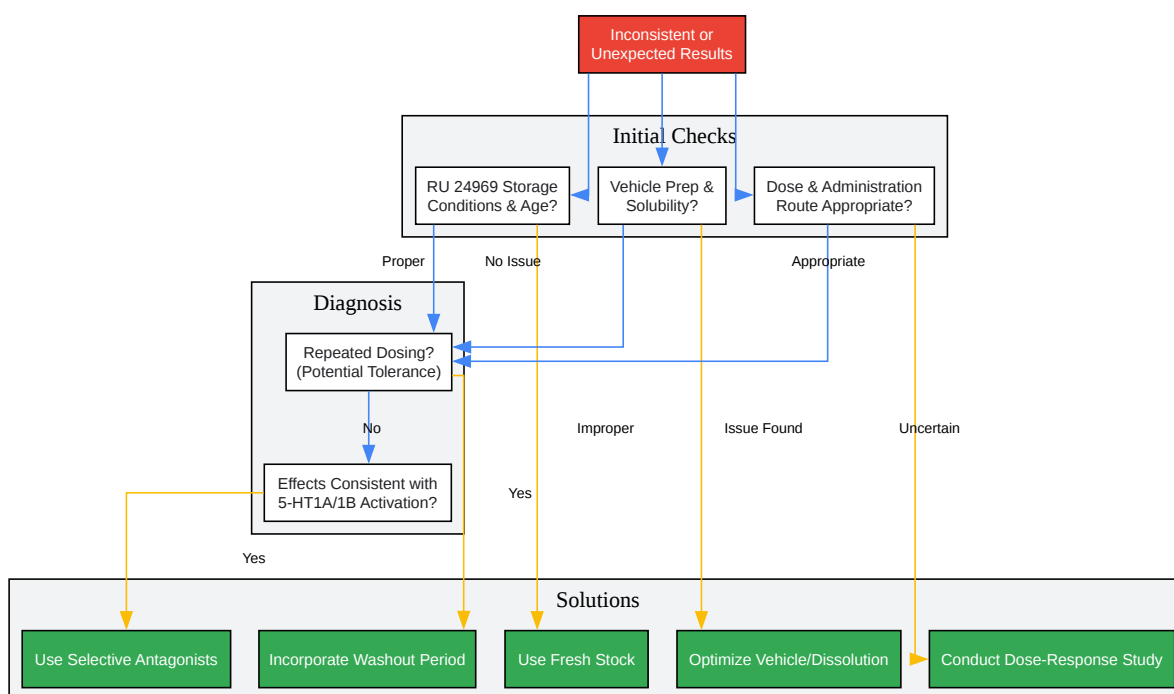 Inconsistent or
Unexpected Results
Initial Checks
RU 24969 Storage
Conditions & Age?
Vehicle Prep &
Solubility?
Dose & Administration
Route Appropriate?
Proper
No Issue
Appropriate
Diagnosis
Repeated Dosing?
(Potential Tolerance)
No
Improper
Issue Found
Uncertain
Effects Consistent with
5-HT1A/1B Activation?
Yes
Yes
Solutions
Use Selective Antagonists
Incorporate Washout Period
Use Fresh Stock
Optimize Vehicle/Dissolution
Conduct Dose-Response Study